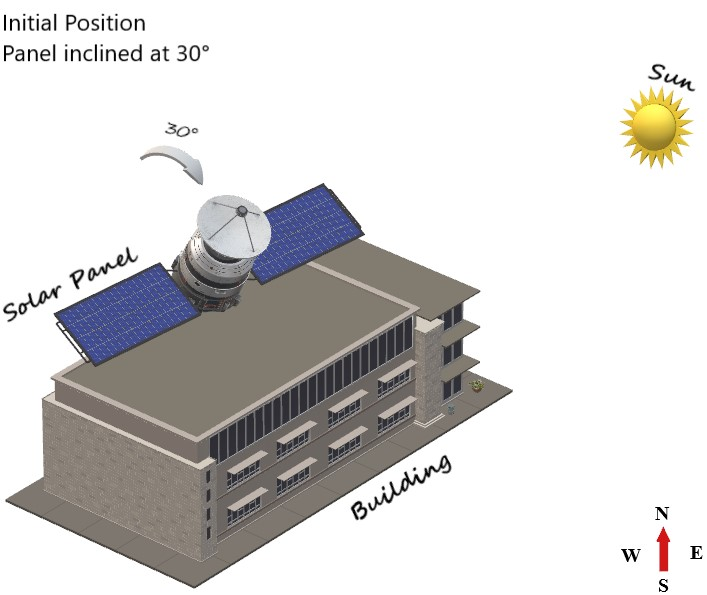 Initial Position
Panel inclined at 30°
Sun
30°
Solar Panel
Building
N
W E
S